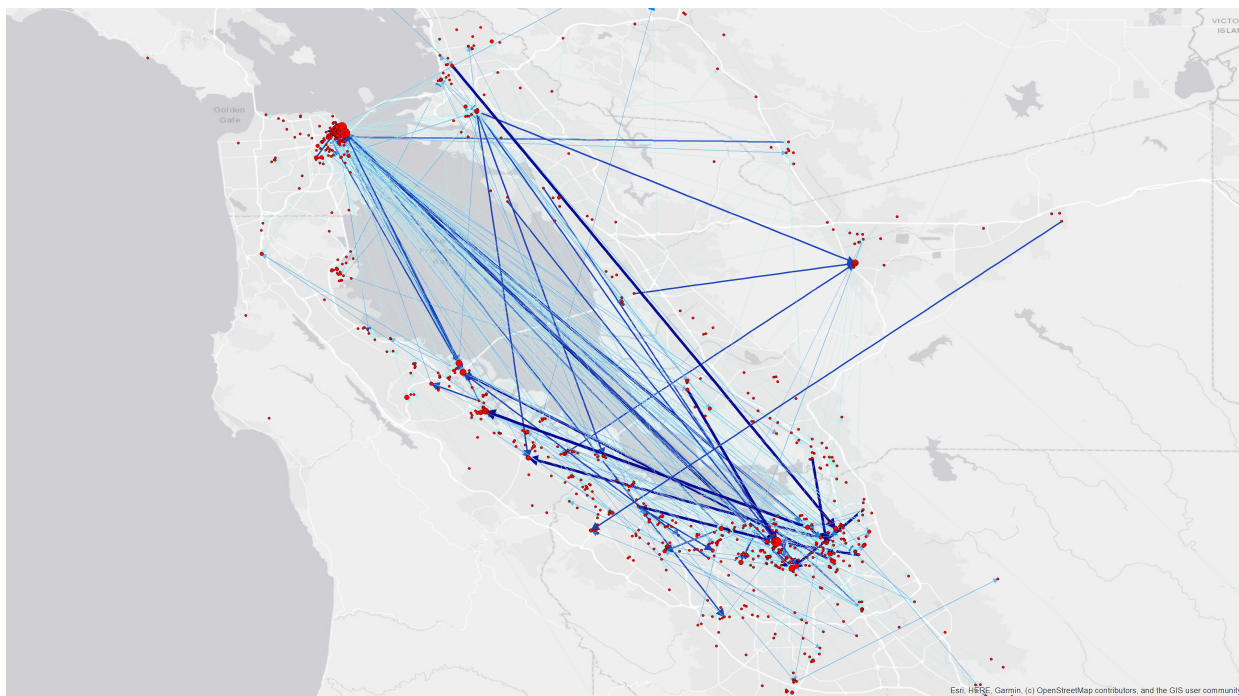 VICTO
ISLAN
Golden
Gate
Esri, HERE, Garmin, (c) OpenStreetMap contributors, and the GIS user community